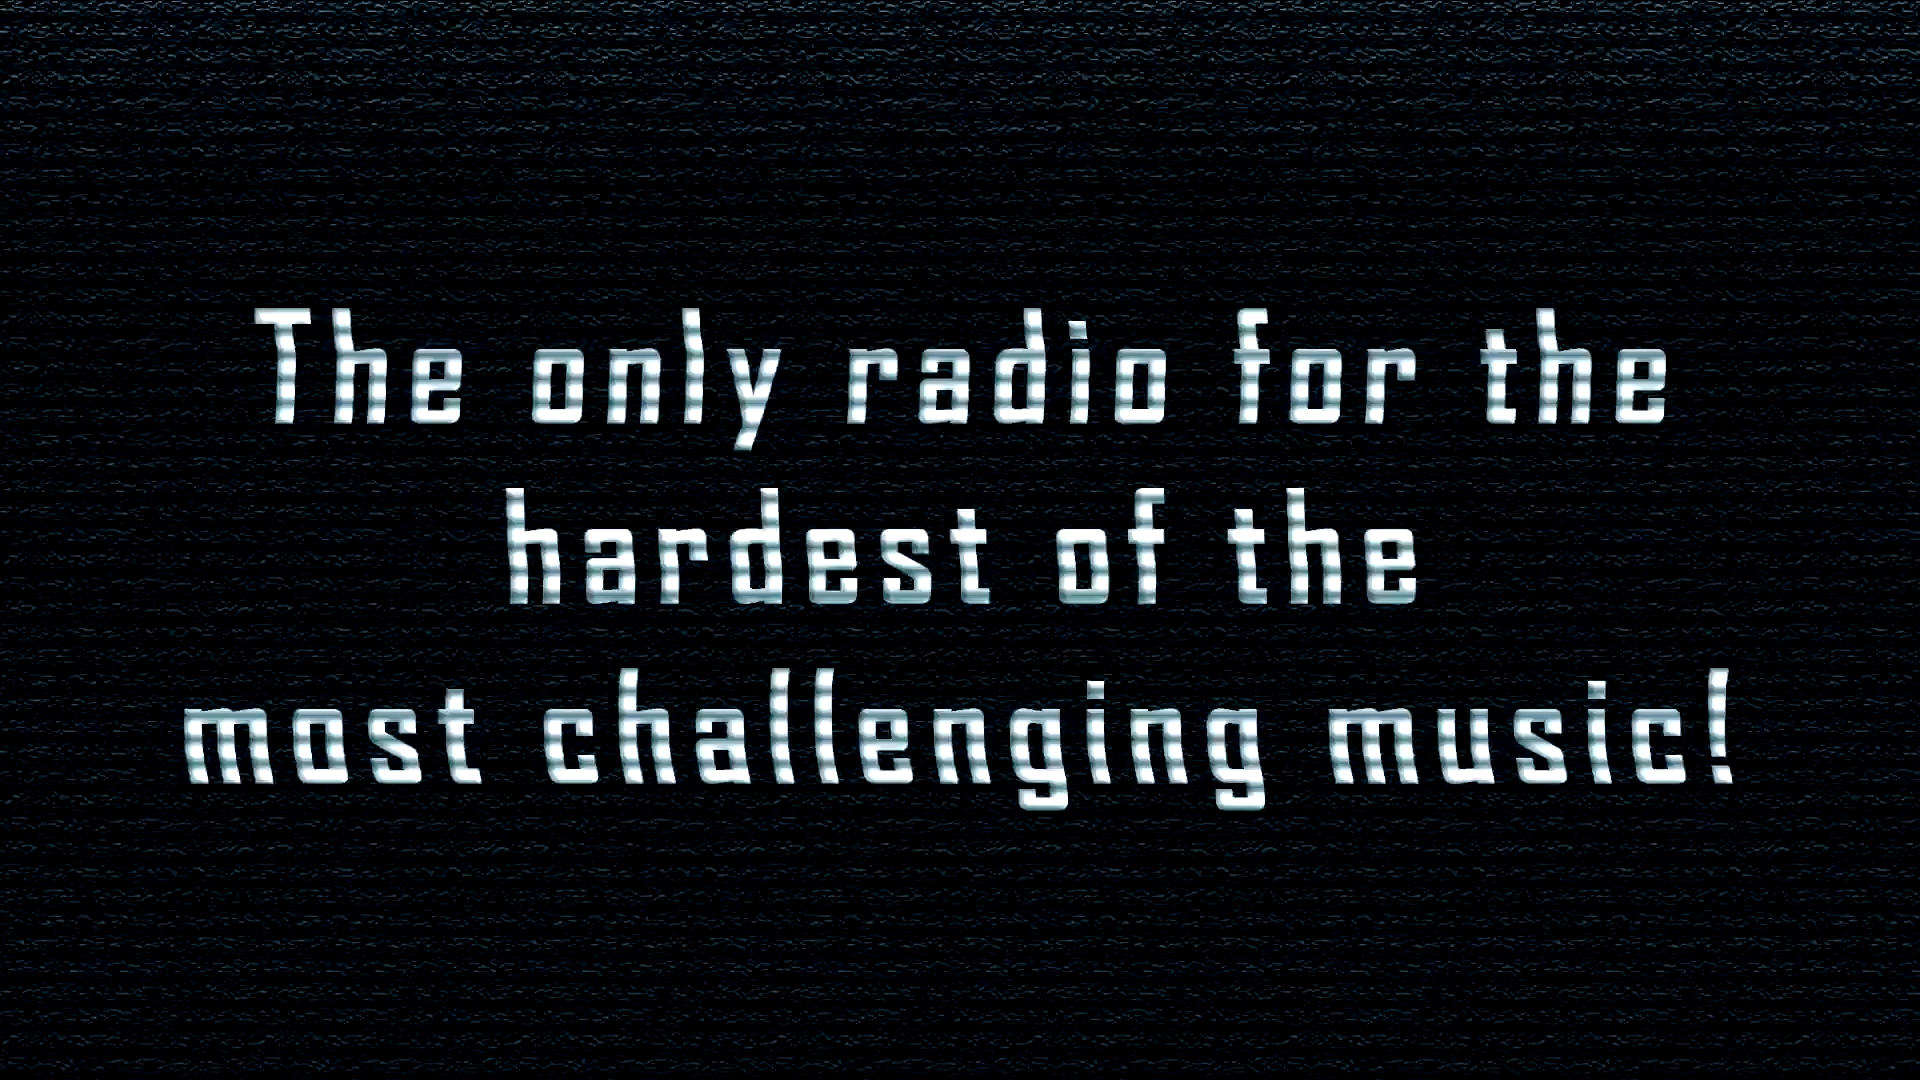 The only radio for the
hardest of the
most challenging music!